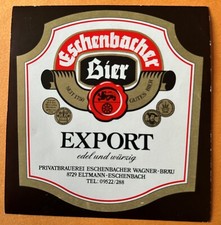 Eschenbacher
Bier
EXPORT
edel und würzig
PRIVATBRAUEREI ESCHENBACHER WAGNER-BRÄU
8729 ELTMANN-ESCHENBACH
TEL. 09522/288